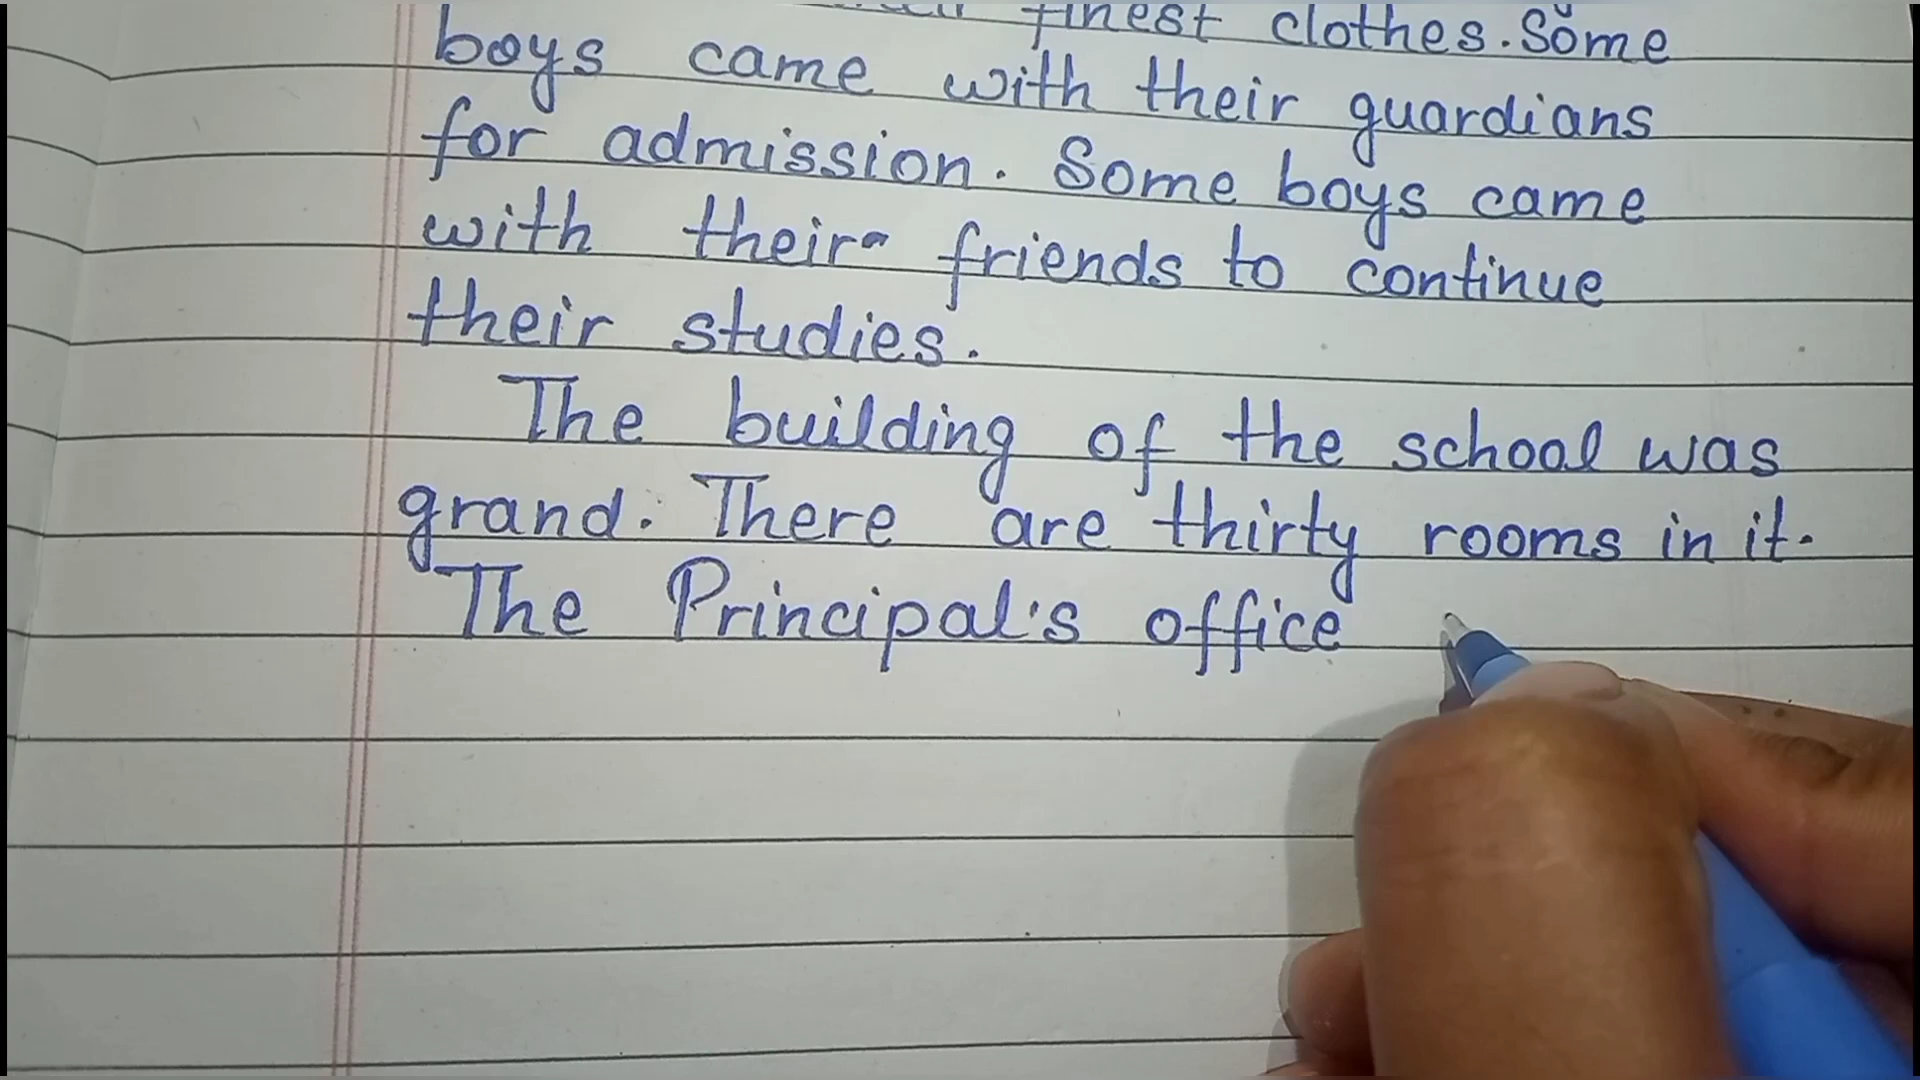 finest clothes. Some
boys came with their guardians
for admission. Some boys came
with their friends to continue
their studies.
The building of the school was
grand. There are thirty rooms in it.
The Principal's office